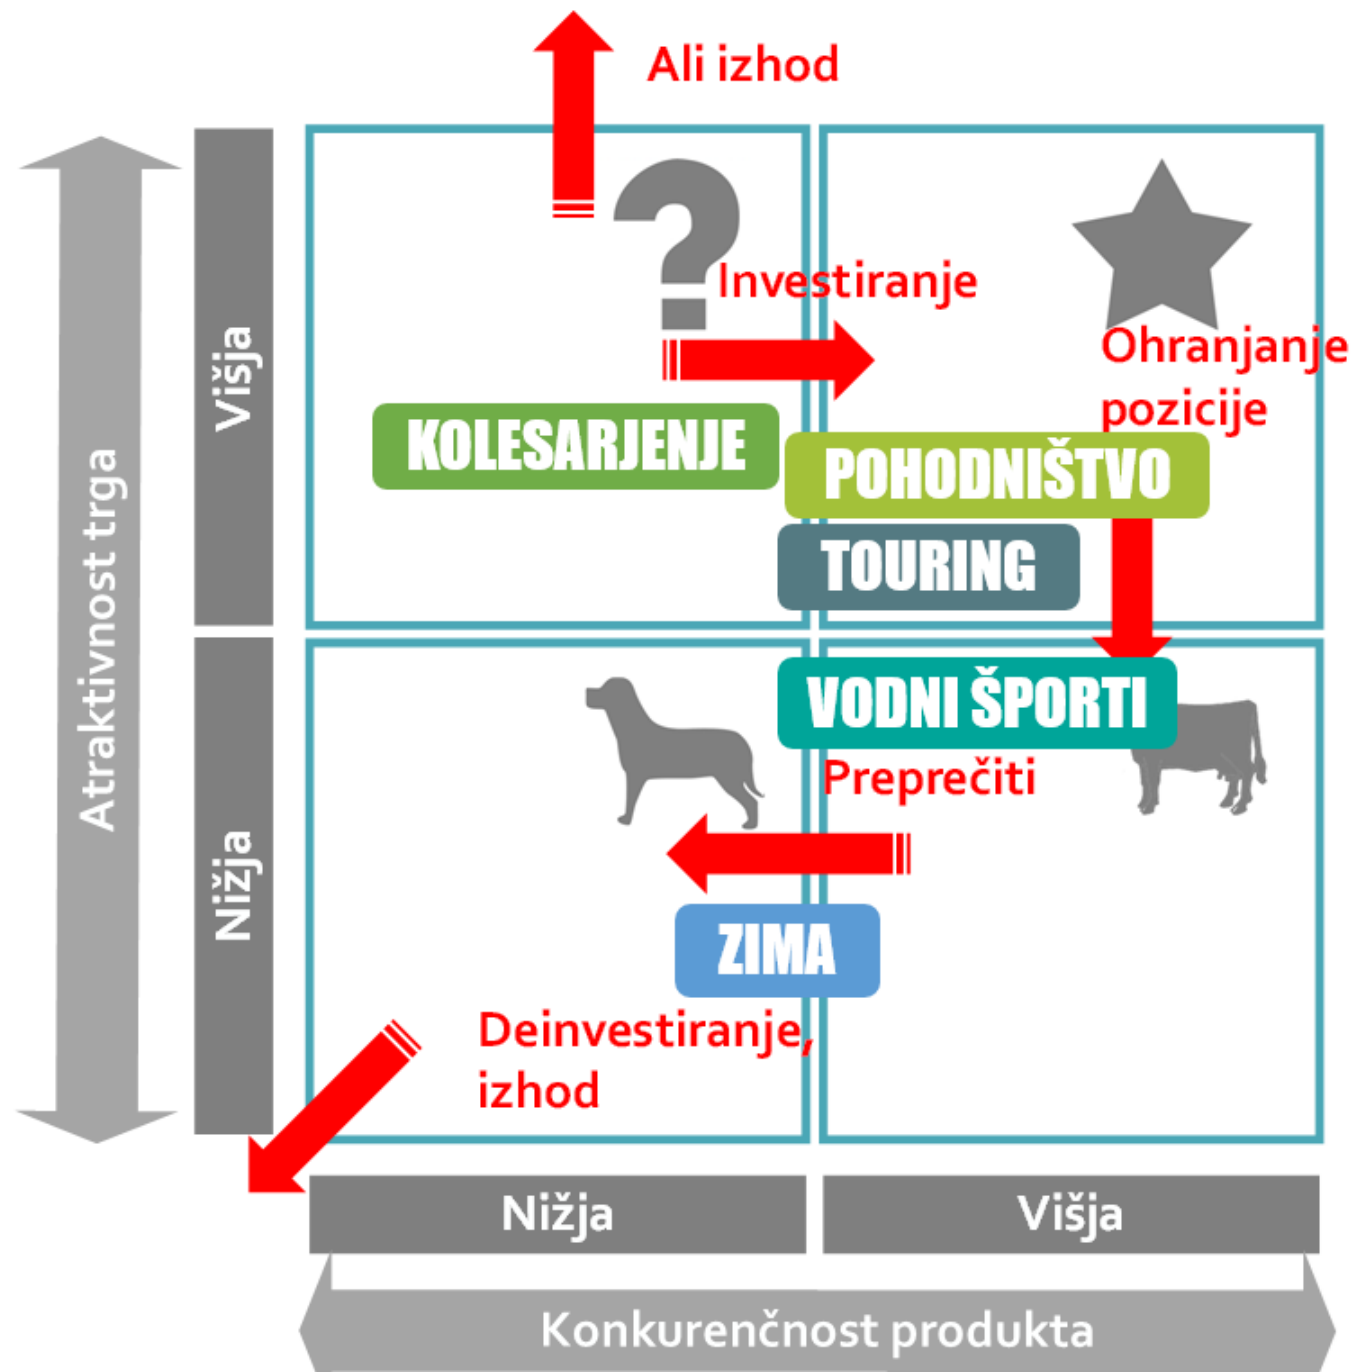 Ali izhod
Investiranje
Ohranjanje
pozicije
Višja
KOLESARJENJE
POHODNIŠTVO
TOURING
Atraktivnost trga
VODNI ŠPORTI
Preprečiti
Nižja
ZIMA
Deinvestiranje,
izhod
Nižja
Višja
Konkurenčnost produkta